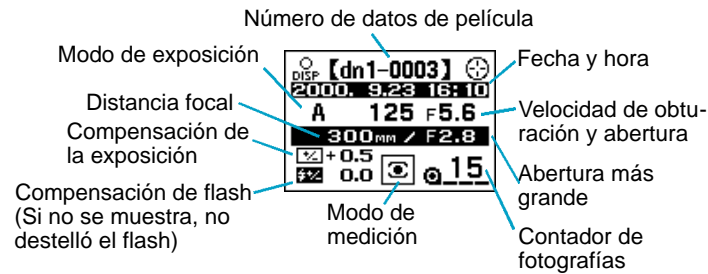 Número de datos de película
Modo de exposición
Fecha y hora
DISP 【dn1-0003】
2000. 9.23 16:10
Distancia focal
A 125 F5.6
Velocidad de obtu-
ración y abertura
300MM / F2.8
Compensación de
la exposición
+/- +0.5
Abertura más
grande
+/- 0.0
15
Compensación de flash
(Si no se muestra, no
destelló el flash)
Modo de
medición
Contador de
fotografías